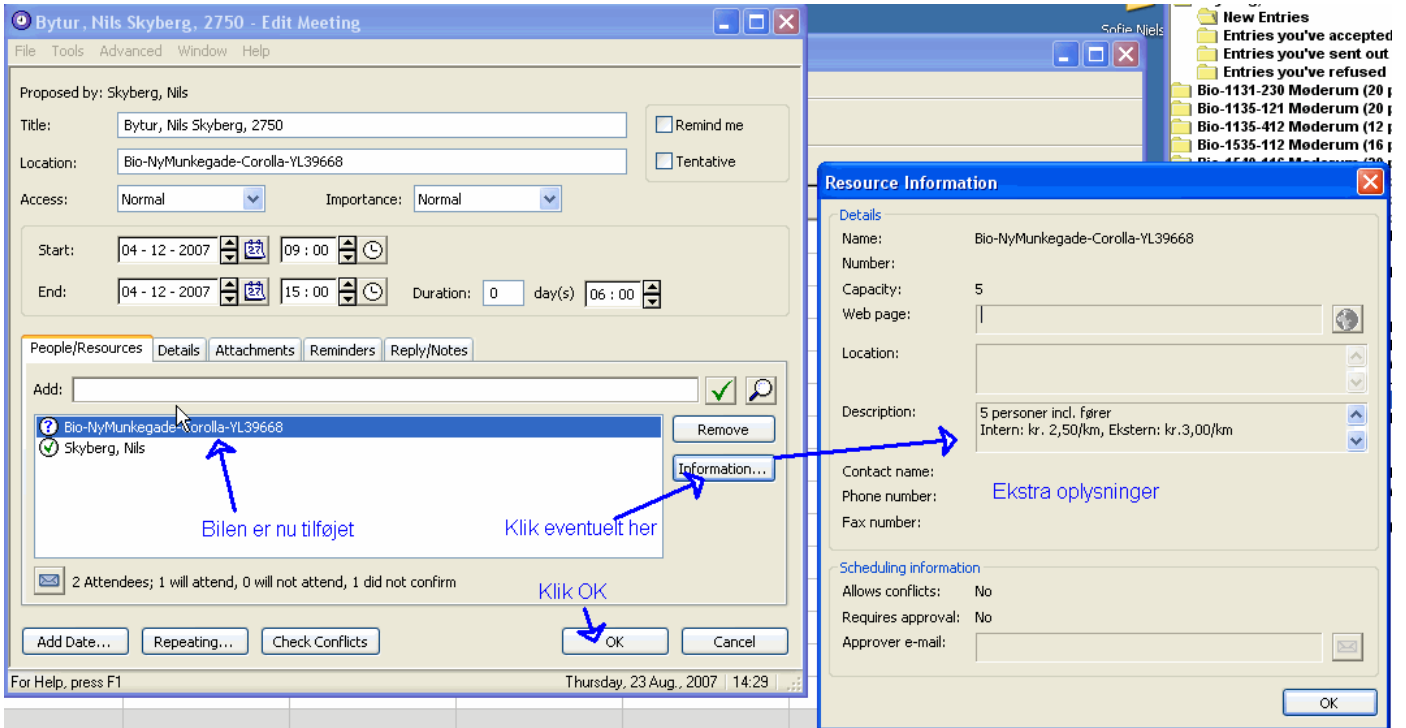 Bytur, Nils Skyberg, 2750 - Edit Meeting
File Tools Advanced Window Help
Proposed by: Skyberg, Nils
Title: Bytur, Nils Skyberg, 2750
Remind me
Location: Bio-NyMunkegade-Corolla-YL39668
Tentative
Access: Normal Importance: Normal
Start: 04 - 12 - 2007 09 : 00
End: 04 - 12 - 2007 15 : 00 Duration: 0 day(s) 06 : 00
People/Resources Details Attachments Reminders Reply/Notes
Add:
Bio-NyMunkegade-Corolla-YL39668
Skyberg, Nils
Remove
Information...
Bilen er nu tilføjet
Klik eventuelt her
2 Attendees; 1 will attend, 0 will not attend, 1 did not confirm
Klik OK
Add Date... Repeating... Check Conflicts OK Cancel
For Help, press F1 Thursday, 23 Aug., 2007 14:29
Sofie Niels
New Entries
Entries you've accepted
Entries you've sent out
Entries you've refused
Bio-1131-230 Møderum (20 p
Bio-1135-121 Møderum (20 p
Bio-1135-412 Møderum (12 p
Bio-1535-112 Møderum (16 p
Resource Information
Details
Name: Bio-NyMunkegade-Corolla-YL39668
Number:
Capacity: 5
Web page:
Location:
Description: 5 personer incl. fører
Intern: kr. 2,50/km, Ekstern: kr.3,00/km
Contact name:
Phone number:
Ekstra oplysninger
Fax number:
Scheduling information
Allows conflicts: No
Requires approval: No
Approver e-mail:
OK